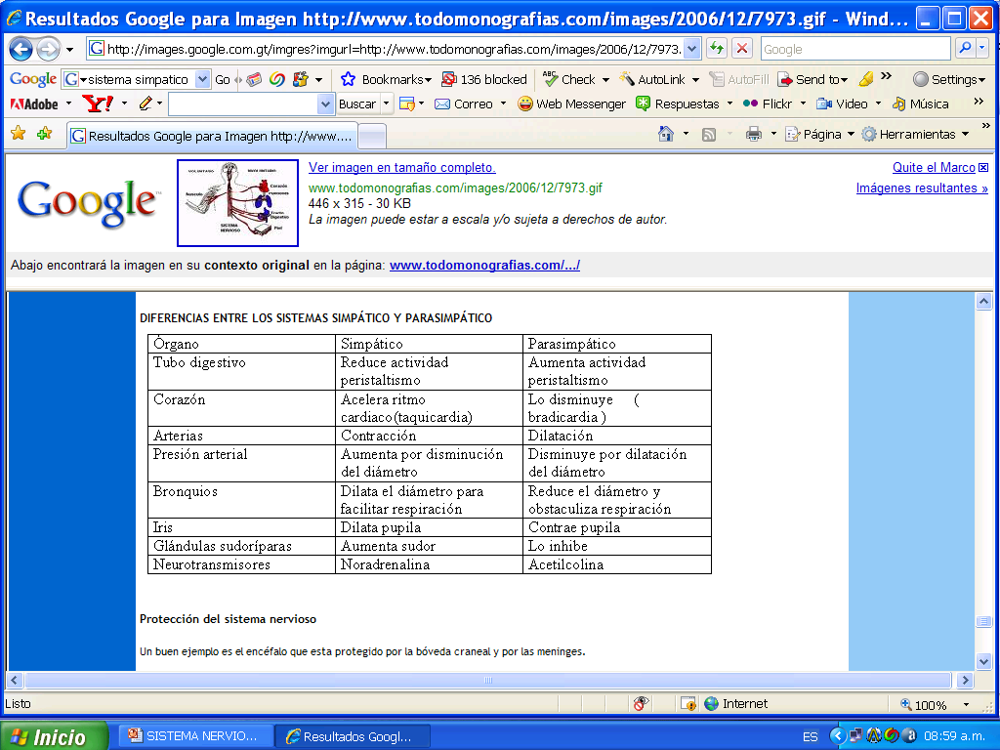 Resultados Google para Imagen http://www.todomonografias.com/images/2006/12/7973.gif - Wind...
http://images.google.com.gt/imgres?imgurl=http://www.todomonografias.com/images/2006/12/7973.
Google
Google
sistema simpatico
Go
Bookmarks
136 blocked
ABC
Check
AutoLink
AutoFill
Send to
Settings
Adobe
Y!
Buscar
Correo
Web Messenger
Respuestas
Flickr
Video
Música
Resultados Google para Imagen http://www....
Página
Herramientas
Google
Ver imagen en tamaño completo.
www.todomonografias.com/images/2006/12/7973.gif
446 x 315 - 30 KB
La imagen puede estar a escala y/o sujeta a derechos de autor.
Quite el Marco
Imágenes resultantes »
Corazón
SISTEMA
NERVIOSO
Piel
Abajo encontrará la imagen en su contexto original en la página: www.todomonografias.com/.../
DIFERENCIAS ENTRE LOS SISTEMAS SIMPÁTICO Y PARASIMPÁTICO
Órgano Simpático Parasimpático
Tubo digestivo Reduce actividad Aumenta actividad
peristaltismo peristaltismo
Corazón Acelera ritmo Lo disminuye (
cardiaco(taquicardia) bradicardia )
Arterias Contracción Dilatación
Presión arterial Aumenta por disminución Disminuye por dilatación
del diámetro del diámetro
Bronquios Dilata el diámetro para Reduce el diámetro y
facilitar respiración obstaculiza respiración
Iris Dilata pupila Contrae pupila
Glándulas sudoríparas Aumenta sudor Lo inhibe
Neurotransmisores Noradrenalina Acetilcolina
Protección del sistema nervioso
Un buen ejemplo es el encéfalo que esta protegido por la bóveda craneal y por las meninges.
Listo
Internet
100%
Inicio
SISTEMA NERVIO...
Resultados Googl...
ES
08:59 a.m.